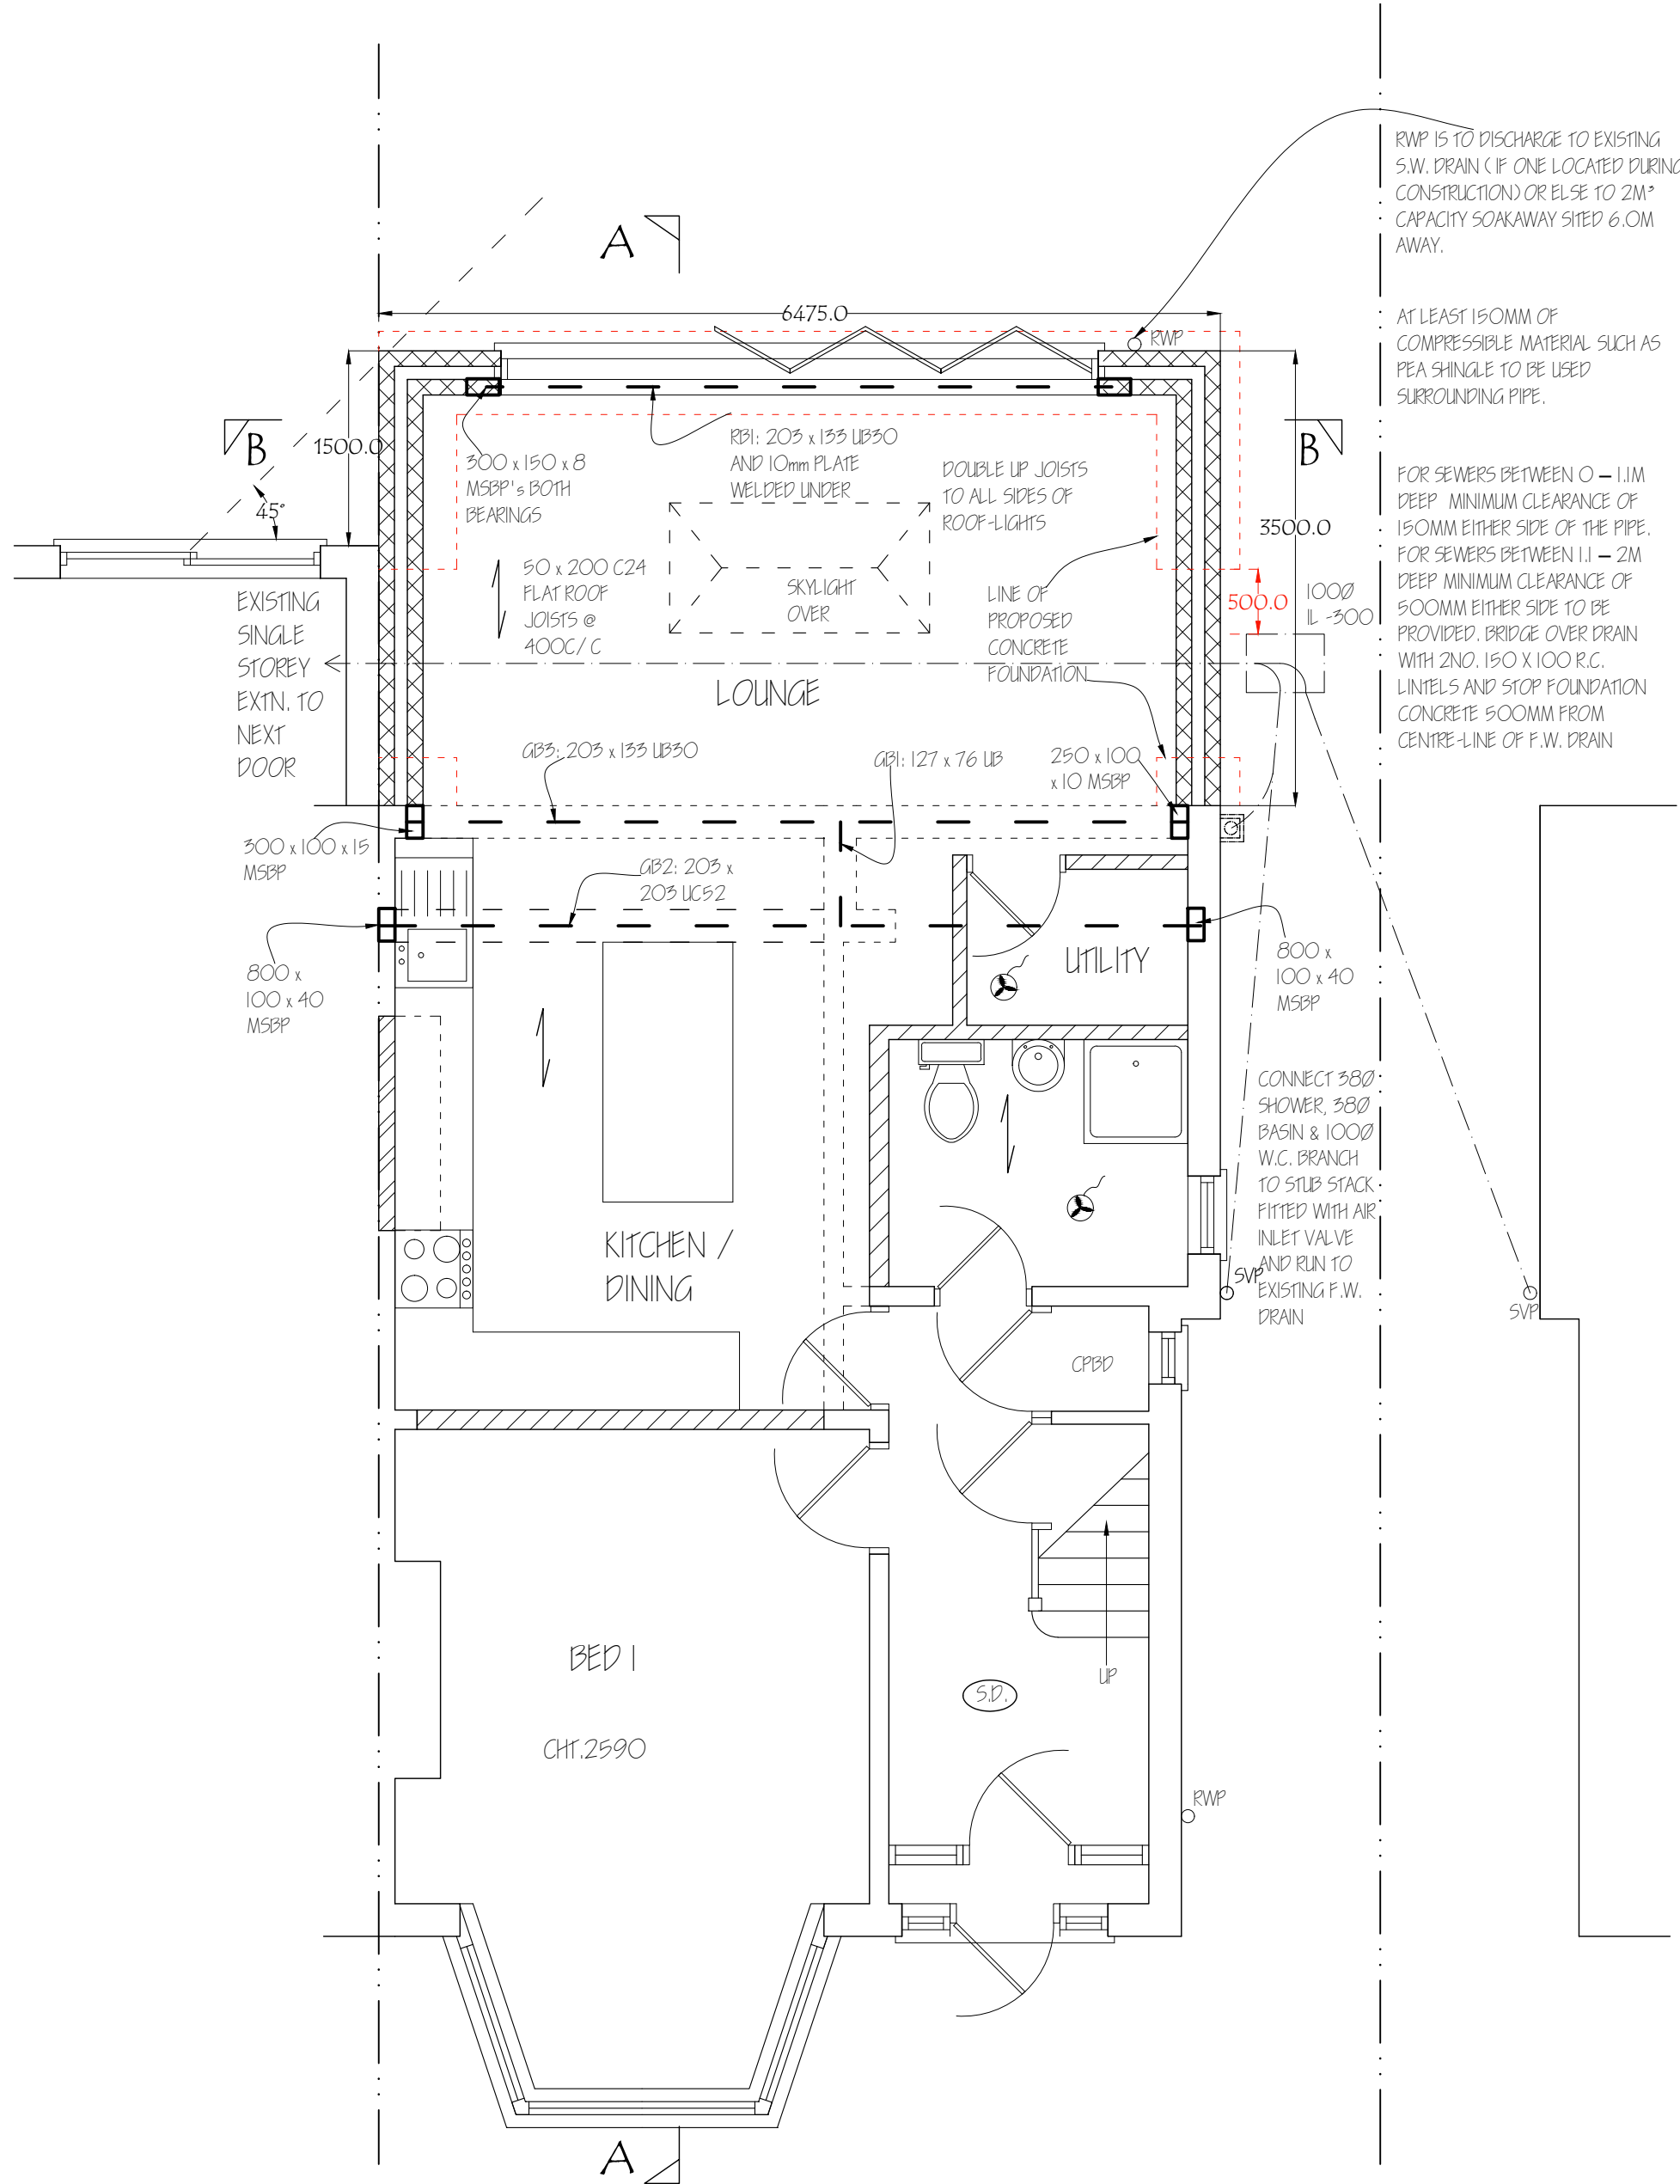 RWP IS TO DISCHARGE TO EXISTING
S.W. DRAIN ( IF ONE LOCATED DURING
CONSTRUCTION) OR ELSE TO 2M³
CAPACITY SOAKAWAY SITED 6.0M
AWAY.
AT LEAST 150MM OF
COMPRESSIBLE MATERIAL SUCH AS
PEA SHINGLE TO BE USED
SURROUNDING PIPE.
FOR SEWERS BETWEEN 0 – 1.1M
DEEP MINIMUM CLEARANCE OF
150MM EITHER SIDE OF THE PIPE.
FOR SEWERS BETWEEN 1.1 – 2M
DEEP MINIMUM CLEARANCE OF
500MM EITHER SIDE TO BE
PROVIDED. BRIDGE OVER DRAIN
WITH 2NO. 150 X 100 R.C.
LINTELS AND STOP FOUNDATION
CONCRETE 500MM FROM
CENTRE-LINE OF F.W. DRAIN
A
6475.0
RWP
B
1500.0
45°
300 x 150 x 8
MSBP's BOTH
BEARINGS
RB1: 203 x 133 UB30
AND 10mm PLATE
WELDED UNDER
DOUBLE UP JOISTS
TO ALL SIDES OF
ROOF-LIGHTS
B
3500.0
50 x 200 C24
FLAT ROOF
JOISTS @
400C/ C
SKYLIGHT
OVER
LINE OF
PROPOSED
CONCRETE
FOUNDATION
500.0
100Ø
IL -300
EXISTING
SINGLE
STOREY
EXTN. TO
NEXT
DOOR
LOUNGE
GB3: 203 x 133 UB30
GB1: 127 x 76 UB
250 x 100
x 10 MSBP
300 x 100 x 15
MSBP
GB2: 203 x
203 UC52
800 x
100 x 40
MSBP
UTILITY
800 x
100 x 40
MSBP
CONNECT 38Ø
SHOWER, 38Ø
BASIN & 100Ø
W.C. BRANCH
TO STUB STACK
FITTED WITH AIR
INLET VALVE
AND RUN TO
EXISTING F.W.
DRAIN
SVP
SVP
KITCHEN /
DINING
CPBD
BED 1
CHT.2590
UP
S.D.
RWP
A